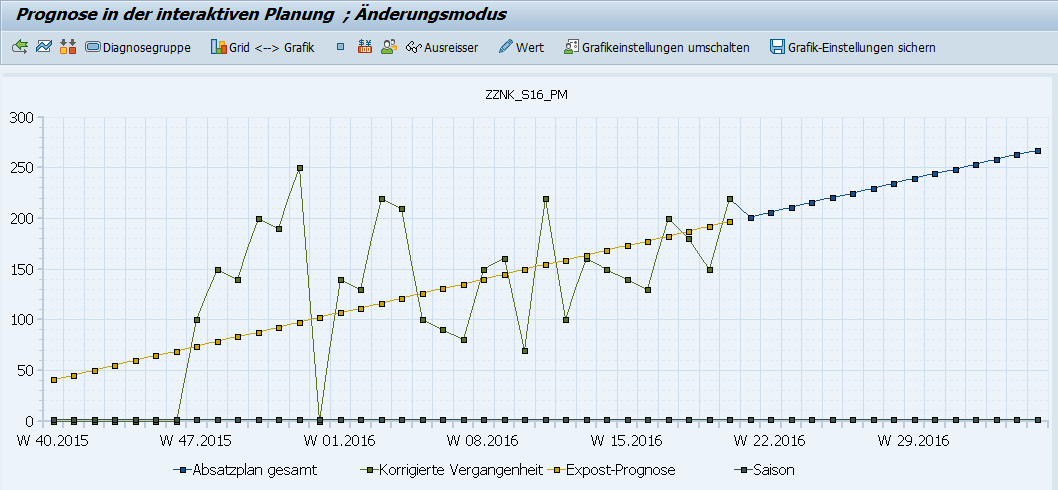 Prognose in der interaktiven Planung ; Änderungsmodus
Diagnosegruppe Grid <--> Grafik Ausreisser Wert Grafikeinstellungen umschalten Grafik-Einstellungen sichern
ZZNK_S16_PM
300
250
200
150
100
50
0
W 40.2015 W 47.2015 W 01.2016 W 08.2016 W 15.2016 W 22.2016 W 29.2016
Absatzplan gesamt Korrigierte Vergangenheit Expost-Prognose Saison